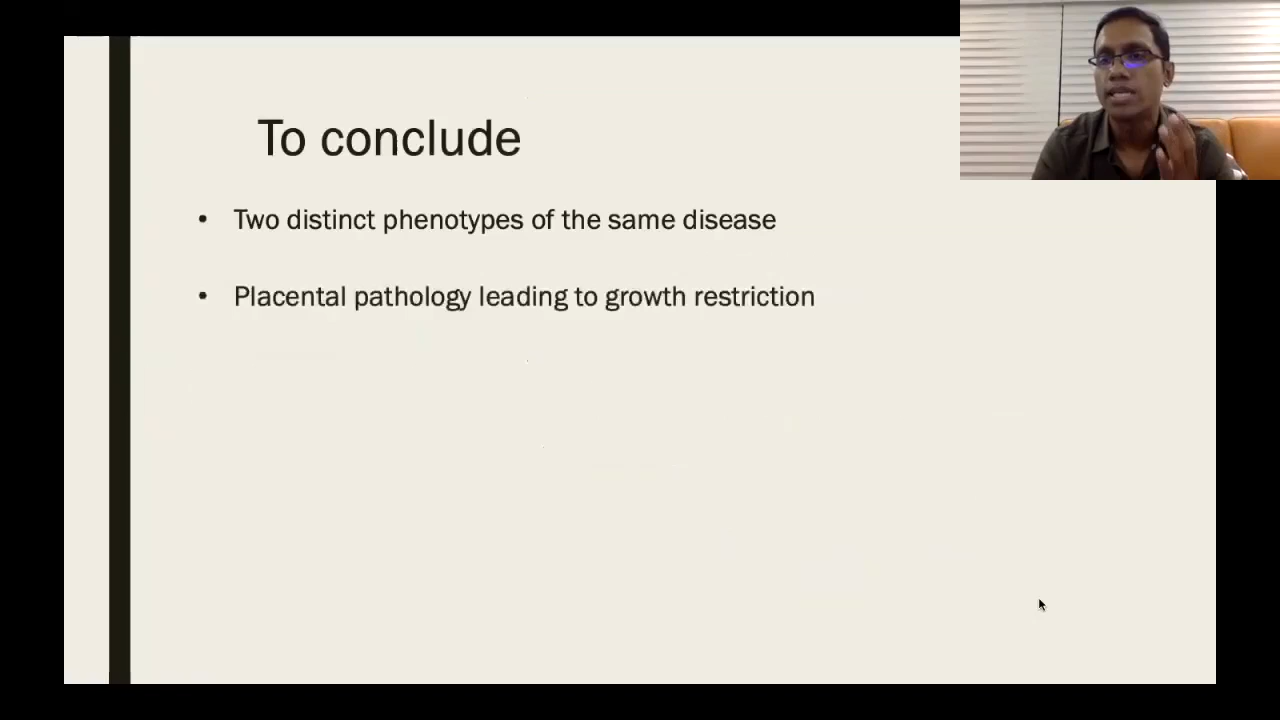 To conclude
• Two distinct phenotypes of the same disease
• Placental pathology leading to growth restriction